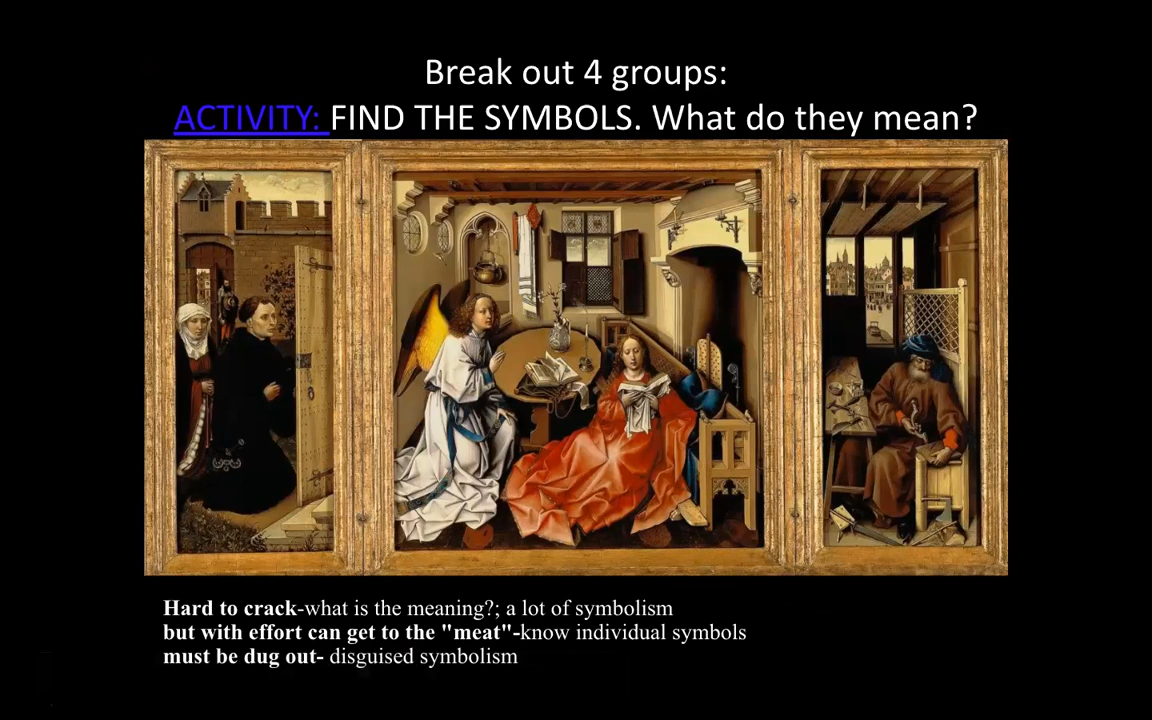 Break out 4 groups:
ACTIVITY: FIND THE SYMBOLS. What do they mean?
Hard to crack-what is the meaning?; a lot of symbolism
but with effort can get to the "meat"-know individual symbols
must be dug out- disguised symbolism